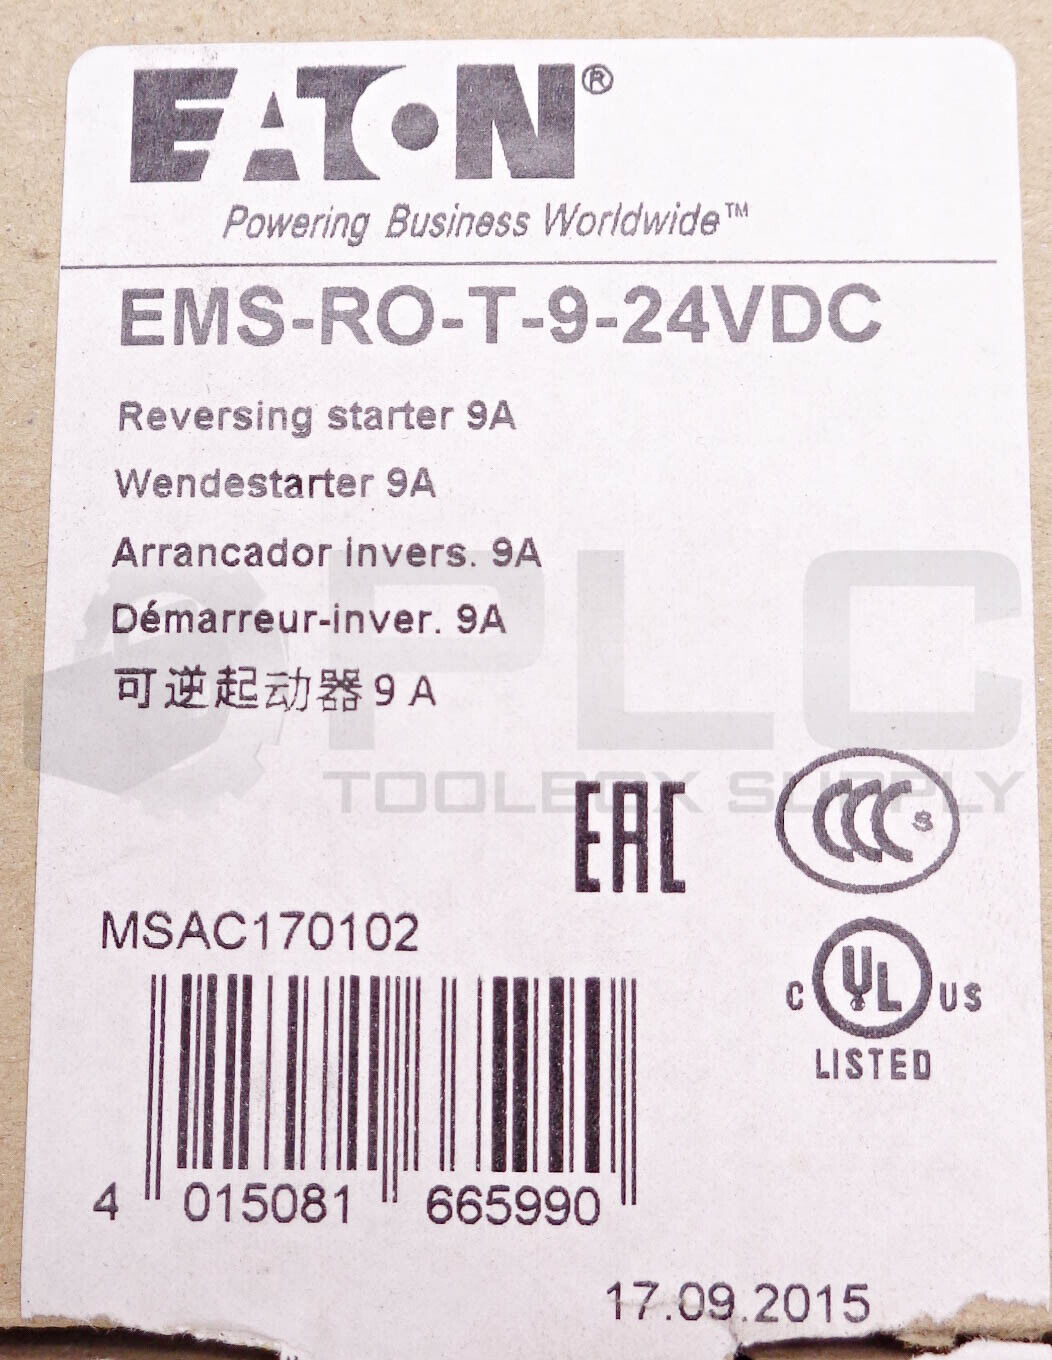 EATON®
Powering Business Worldwide™
EMS-RO-T-9-24VDC
Reversing starter 9A
Wendestarter 9A
Arrancador invers. 9A
Démarreur-inver. 9A
可逆起动器9 A
PLC
TOOLBOX SUPPLY
EAC
CCC S
MSAC170102
C UL US
LISTED
4 015081 665990
17.09.2015